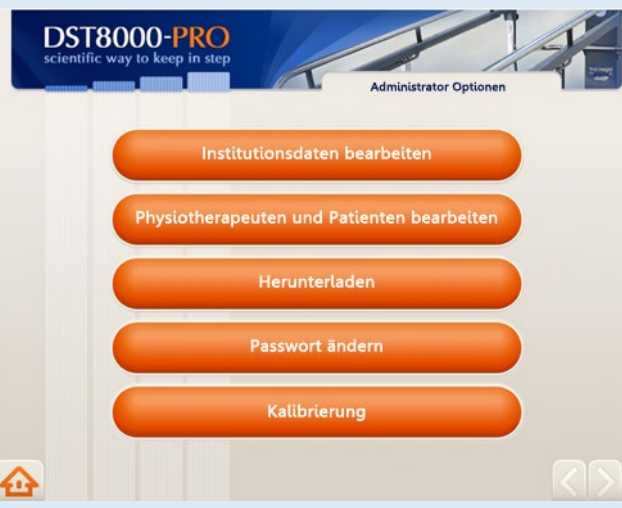 DST8000-PRO
scientific way to keep in step
Administrator Optionen
Institutionsdaten bearbeiten
Physiotherapeuten und Patienten bearbeiten
Herunterladen
Passwort ändern
Kalibrierung